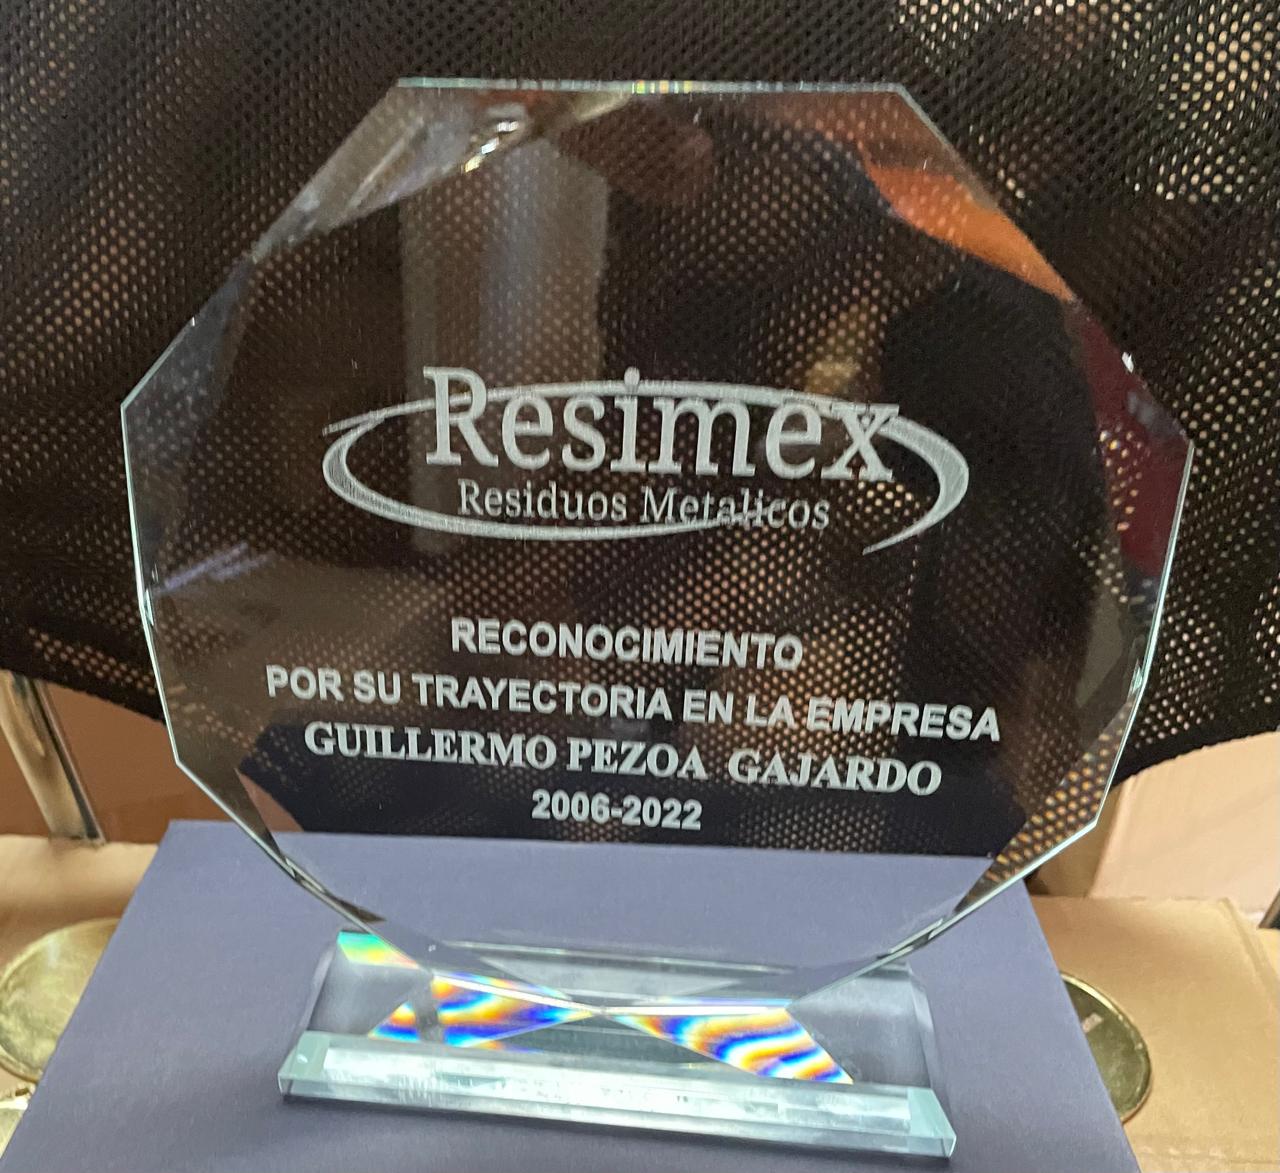 Resimex
Residuos Metalicos
RECONOCIMIENTO
POR SU TRAYECTORIA EN LA EMPRESA
GUILLERMO PEZOA GAJARDO
2006-2022